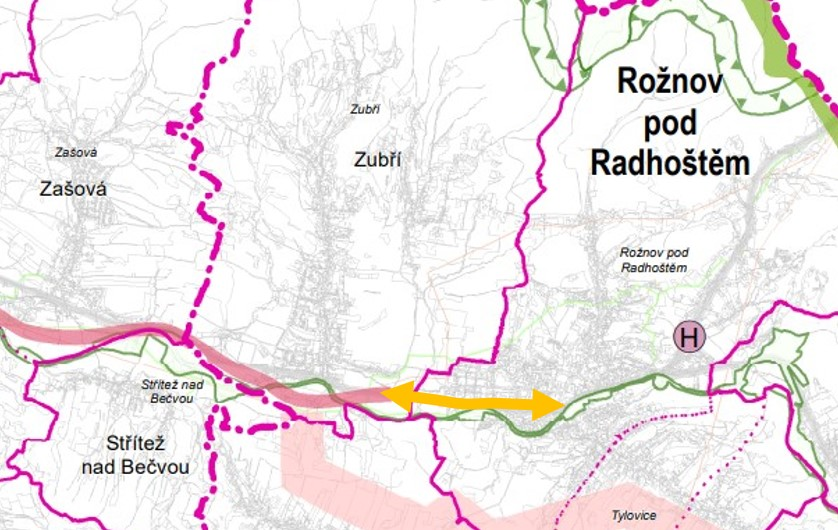 Rožnov
pod
Radhoštěm
Zubří
Zašová
Zubří
Zašová
Rožnov pod
Radhoštěm
H
Střítež nad
Bečvou
Střítež
nad Bečvou
Tylovice